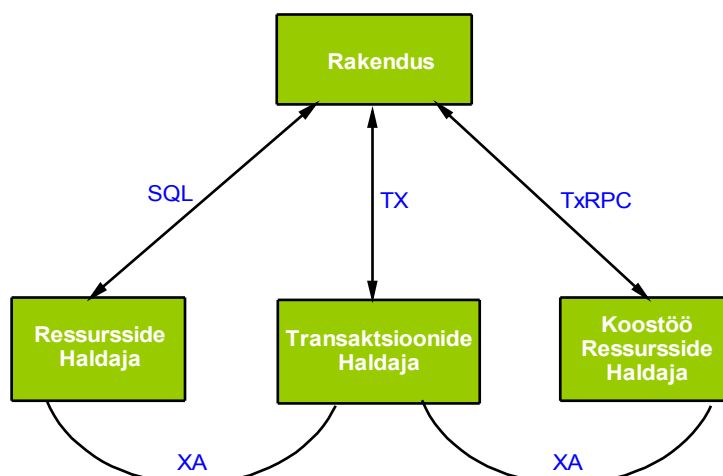 Rakendus
SQL
TX
TxRPC
Ressursside
Haldaja
Transaktsioonide
Haldaja
Koostöö
Ressursside
Haldaja
XA
XA